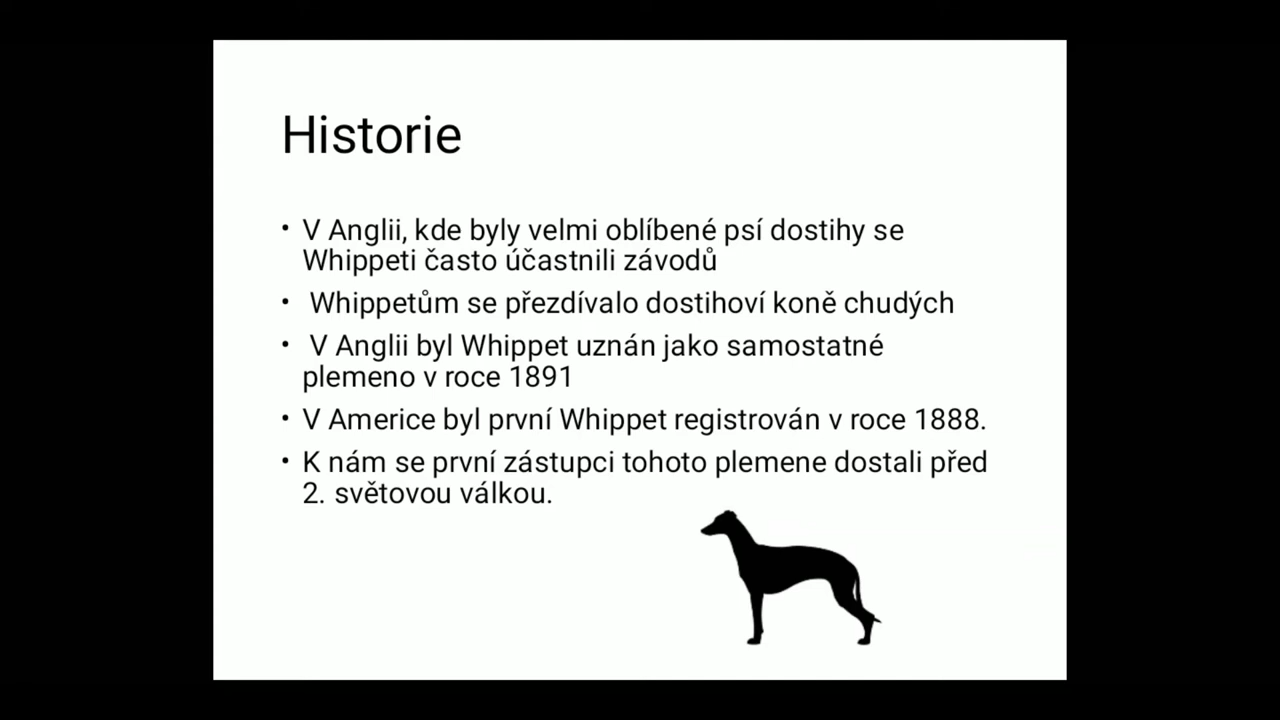 Historie
• V Anglii, kde byly velmi oblíbené psí dostihy se
Whippeti často účastnili závodů
• Whippetům se přezdívalo dostihoví koně chudých
• V Anglii byl Whippet uznán jako samostatné
plemeno v roce 1891
• V Americe byl první Whippet registrován v roce 1888.
• K nám se první zástupci tohoto plemene dostali před
2. světovou válkou.